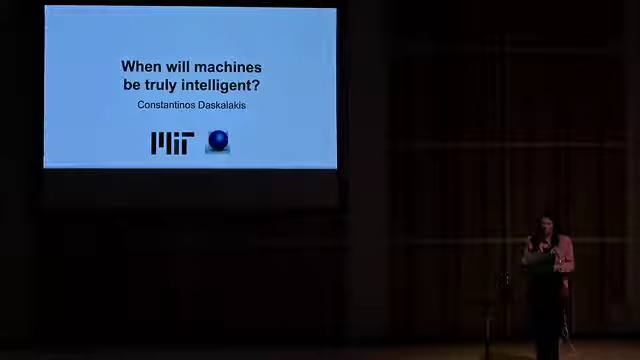 When will machines
be truly intelligent?
Constantinos Daskalakis
MIT